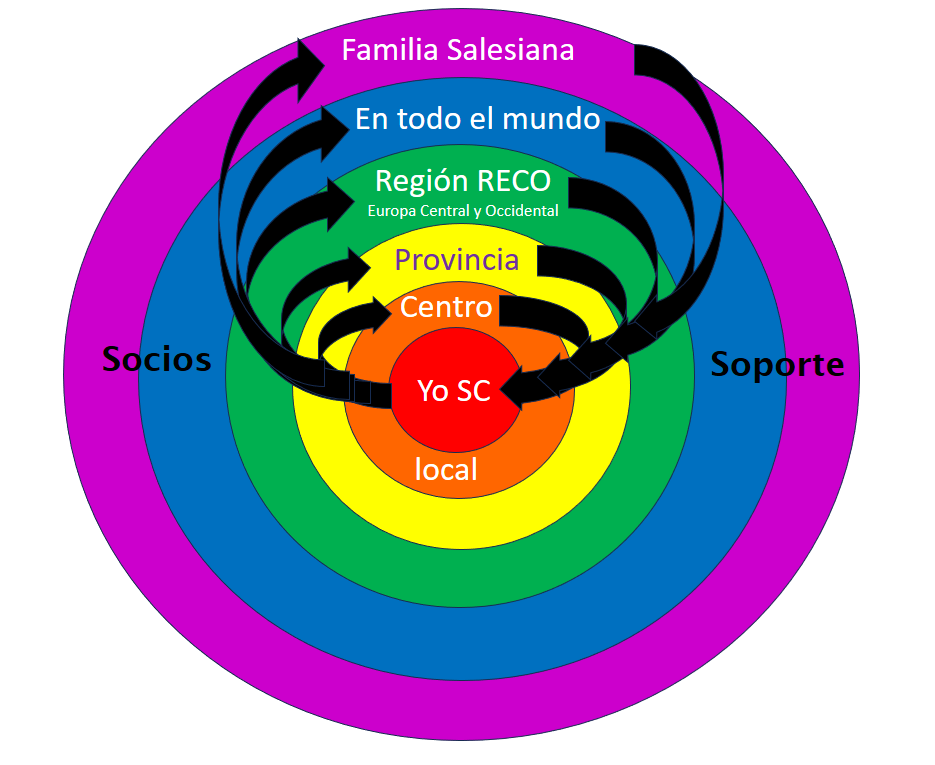 Familia Salesiana
En todo el mundo
Región RECO
Europa Central y Occidental
Provincia
Centro
Socios
Soporte
Yo SC
local